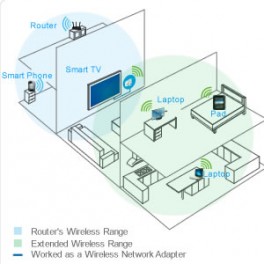 Router
Smart Phone
Smart TV
Laptop
Pad
Laptop
Router's Wireless Range
Extended Wireless Range
Worked as a Wireless Network Adapter